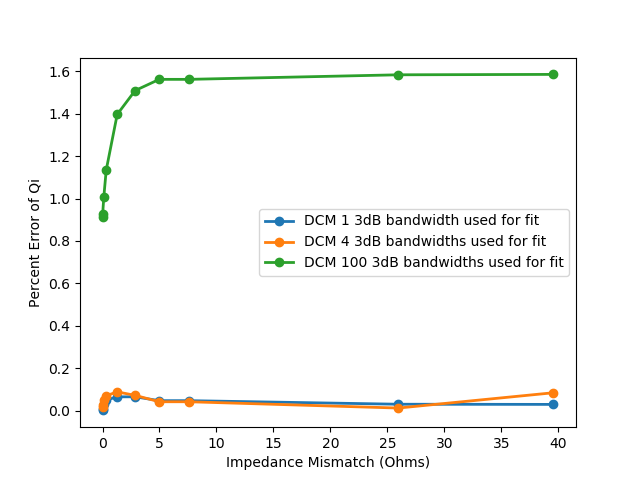 1.6
1.4
1.2
1.0
0.8
0.6
0.4
0.2
0.0
Percent Error of Qi
DCM 1 3dB bandwidth used for fit
DCM 4 3dB bandwidths used for fit
DCM 100 3dB bandwidths used for fit
0 5 10 15 20 25 30 35 40
Impedance Mismatch (Ohms)